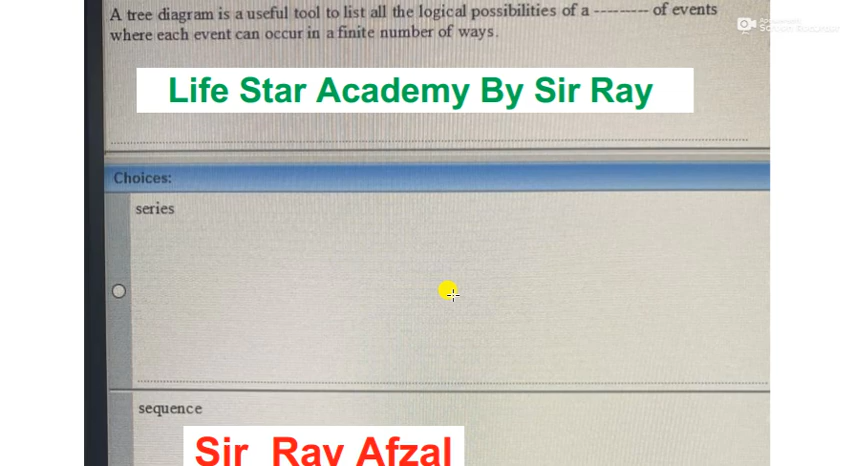 A tree diagram is a useful tool to list all the logical possibilities of a -------- of events
where each event can occur in a finite number of ways.
Life Star Academy By Sir Ray
Choices:
series
sequence
Sir Ray Afzal